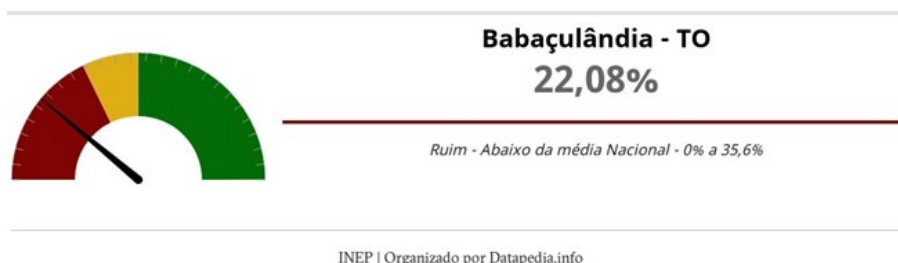 Babaçulândia - TO
22,08%
Ruim - Abaixo da média Nacional - 0% a 35,6%
INEP | Organizado por Datapedia.info